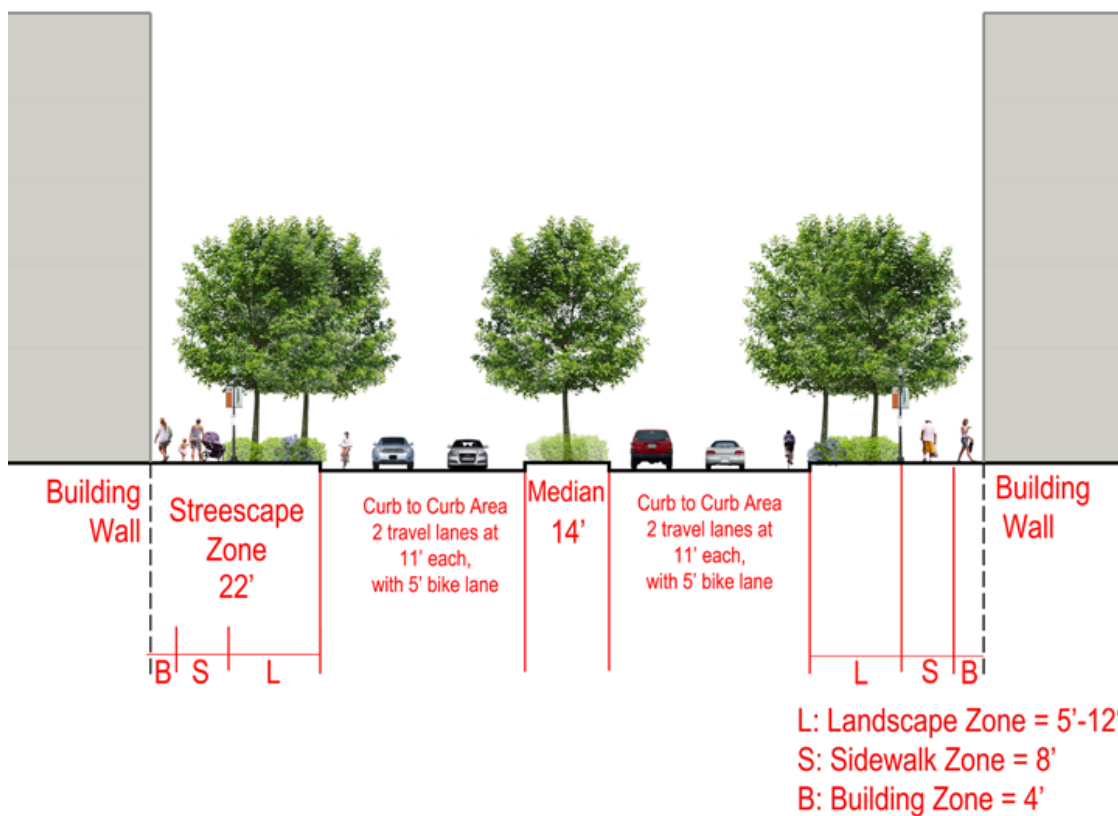 Building
Wall
Streescape
Zone
22’
Curb to Curb Area
2 travel lanes at
11’ each,
with 5’ bike lane
Median
14’
Curb to Curb Area
2 travel lanes at
11’ each,
with 5’ bike lane
Building
Wall
B
S
L
L
S
B
L: Landscape Zone = 5’-12’
S: Sidewalk Zone = 8’
B: Building Zone = 4’